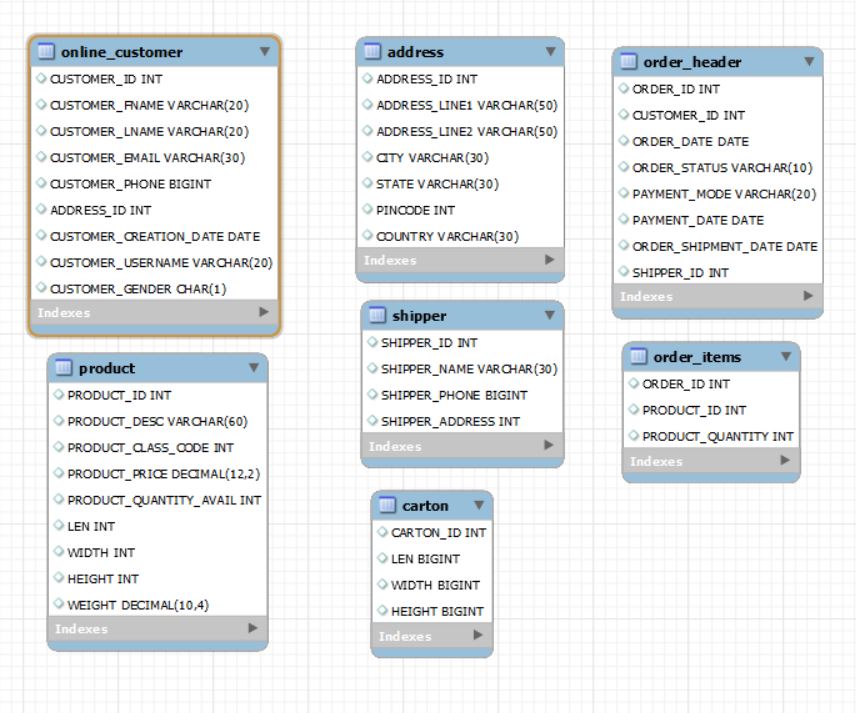 online_customer
CUSTOMER_ID INT
CUSTOMER_FNAME VARCHAR(20)
CUSTOMER_LNAME VARCHAR(20)
CUSTOMER_EMAIL VARCHAR(30)
CUSTOMER_PHONE BIGINT
ADDRESS_ID INT
CUSTOMER_CREATION_DATE DATE
CUSTOMER_USERNAME VARCHAR(20)
CUSTOMER_GENDER CHAR(1)
Indexes
address
ADDRESS_ID INT
ADDRESS_LINE1 VARCHAR(50)
ADDRESS_LINE2 VARCHAR(50)
CITY VARCHAR(30)
STATE VARCHAR(30)
PINCODE INT
COUNTRY VARCHAR(30)
Indexes
order_header
ORDER_ID INT
CUSTOMER_ID INT
ORDER_DATE DATE
ORDER_STATUS VARCHAR(10)
PAYMENT_MODE VARCHAR(20)
PAYMENT_DATE DATE
ORDER_SHIPMENT_DATE DATE
SHIPPER_ID INT
Indexes
product
PRODUCT_ID INT
PRODUCT_DESC VARCHAR(60)
PRODUCT_CLASS_CODE INT
PRODUCT_PRICE DECIMAL(12,2)
PRODUCT_QUANTITY_AVAIL INT
LEN INT
WIDTH INT
HEIGHT INT
WEIGHT DECIMAL(10,4)
Indexes
shipper
SHIPPER_ID INT
SHIPPER_NAME VARCHAR(30)
SHIPPER_PHONE BIGINT
SHIPPER_ADDRESS INT
Indexes
order_items
ORDER_ID INT
PRODUCT_ID INT
PRODUCT_QUANTITY INT
Indexes
carton
CARTON_ID INT
LEN BIGINT
WIDTH BIGINT
HEIGHT BIGINT
Indexes